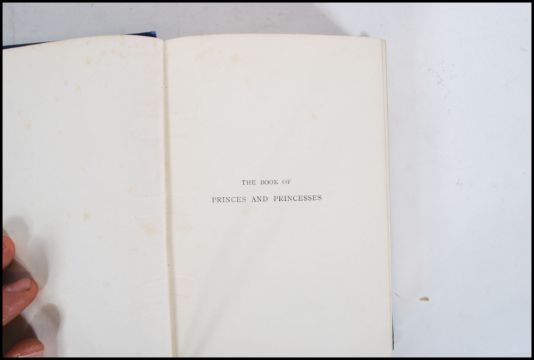 THE BOOK OF
PRINCES AND PRINCESSES